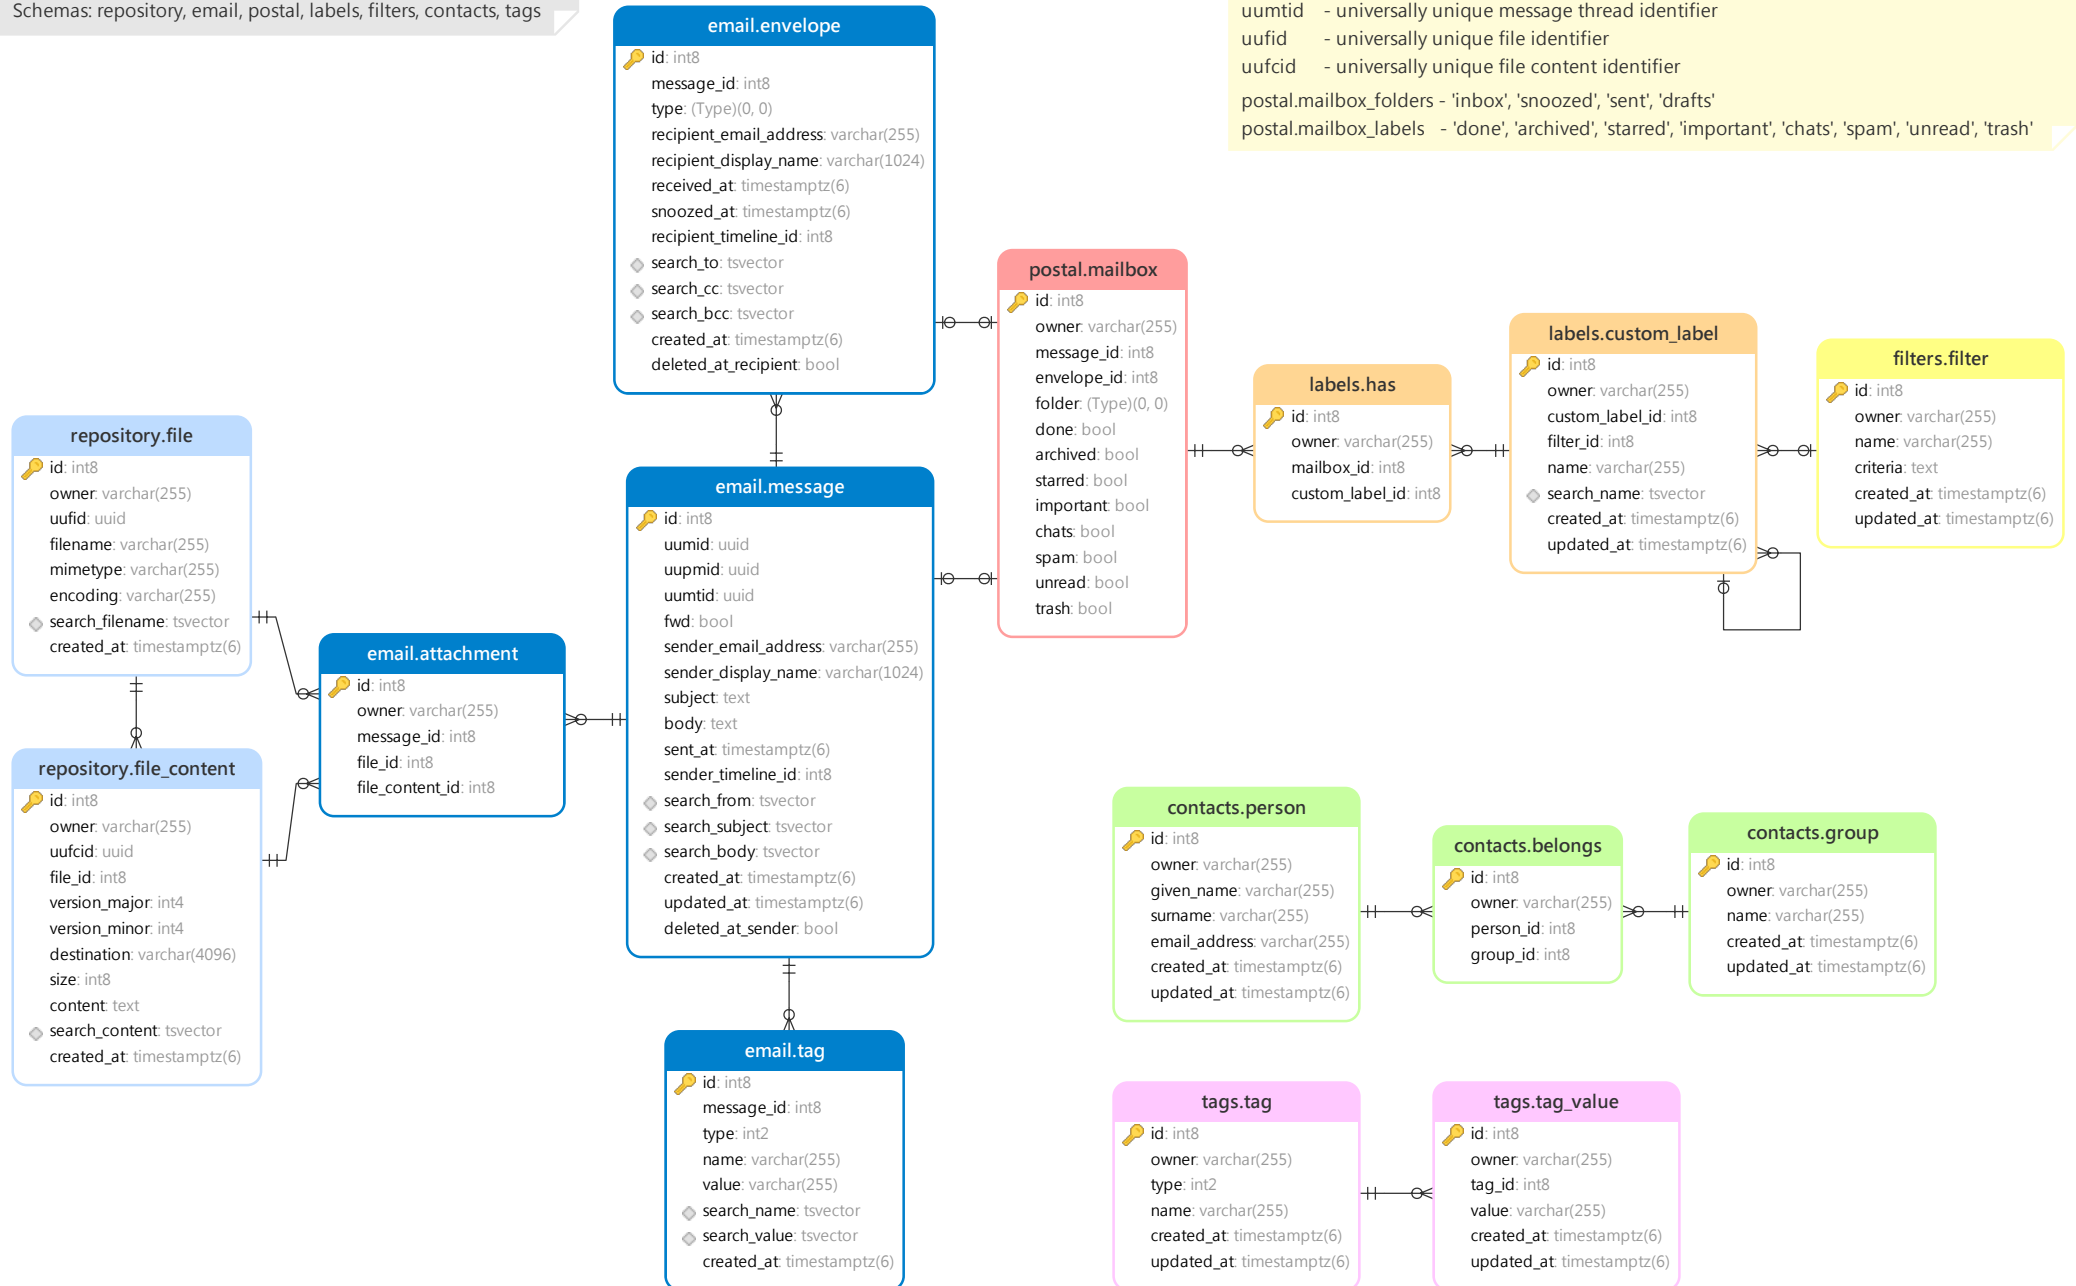 Schemas: repository, email, postal, labels, filters, contacts, tags
uumtid - universally unique message thread identifier
uufid - universally unique file identifier
uufcid - universally unique file content identifier
postal.mailbox_folders - 'inbox', 'snoozed', 'sent', 'drafts'
postal.mailbox_labels - 'done', 'archived', 'starred', 'important', 'chats', 'spam', 'unread', 'trash'
email.envelope
id: int8
message_id: int8
type: (Type)(0, 0)
recipient_email_address: varchar(255)
recipient_display_name: varchar(1024)
received_at: timestamptz(6)
snoozed_at: timestamptz(6)
recipient_timeline_id: int8
search_to: tsvector
search_cc: tsvector
search_bcc: tsvector
created_at: timestamptz(6)
deleted_at_recipient: bool
postal.mailbox
id: int8
owner: varchar(255)
message_id: int8
envelope_id: int8
folder: (Type)(0, 0)
done: bool
archived: bool
starred: bool
important: bool
chats: bool
spam: bool
unread: bool
trash: bool
labels.has
id: int8
owner: varchar(255)
mailbox_id: int8
custom_label_id: int8
labels.custom_label
id: int8
owner: varchar(255)
custom_label_id: int8
filter_id: int8
name: varchar(255)
search_name: tsvector
created_at: timestamptz(6)
updated_at: timestamptz(6)
filters.filter
id: int8
owner: varchar(255)
name: varchar(255)
criteria: text
created_at: timestamptz(6)
updated_at: timestamptz(6)
repository.file
id: int8
owner: varchar(255)
uufid: uuid
filename: varchar(255)
mimetype: varchar(255)
encoding: varchar(255)
search_filename: tsvector
created_at: timestamptz(6)
email.attachment
id: int8
owner: varchar(255)
message_id: int8
file_id: int8
file_content_id: int8
email.message
id: int8
uumid: uuid
uupmid: uuid
uumtid: uuid
fwd: bool
sender_email_address: varchar(255)
sender_display_name: varchar(1024)
subject: text
body: text
sent_at: timestamptz(6)
sender_timeline_id: int8
search_from: tsvector
search_subject: tsvector
search_body: tsvector
created_at: timestamptz(6)
updated_at: timestamptz(6)
deleted_at_sender: bool
repository.file_content
id: int8
owner: varchar(255)
uufcid: uuid
file_id: int8
version_major: int4
version_minor: int4
destination: varchar(4096)
size: int8
content: text
search_content: tsvector
created_at: timestamptz(6)
contacts.person
id: int8
owner: varchar(255)
given_name: varchar(255)
surname: varchar(255)
email_address: varchar(255)
created_at: timestamptz(6)
updated_at: timestamptz(6)
contacts.belongs
id: int8
owner: varchar(255)
person_id: int8
group_id: int8
contacts.group
id: int8
owner: varchar(255)
name: varchar(255)
created_at: timestamptz(6)
updated_at: timestamptz(6)
email.tag
id: int8
message_id: int8
type: int2
name: varchar(255)
value: varchar(255)
search_name: tsvector
search_value: tsvector
created_at: timestamptz(6)
tags.tag
id: int8
owner: varchar(255)
type: int2
name: varchar(255)
created_at: timestamptz(6)
updated_at: timestamptz(6)
tags.tag_value
id: int8
owner: varchar(255)
tag_id: int8
value: varchar(255)
created_at: timestamptz(6)
updated_at: timestamptz(6)